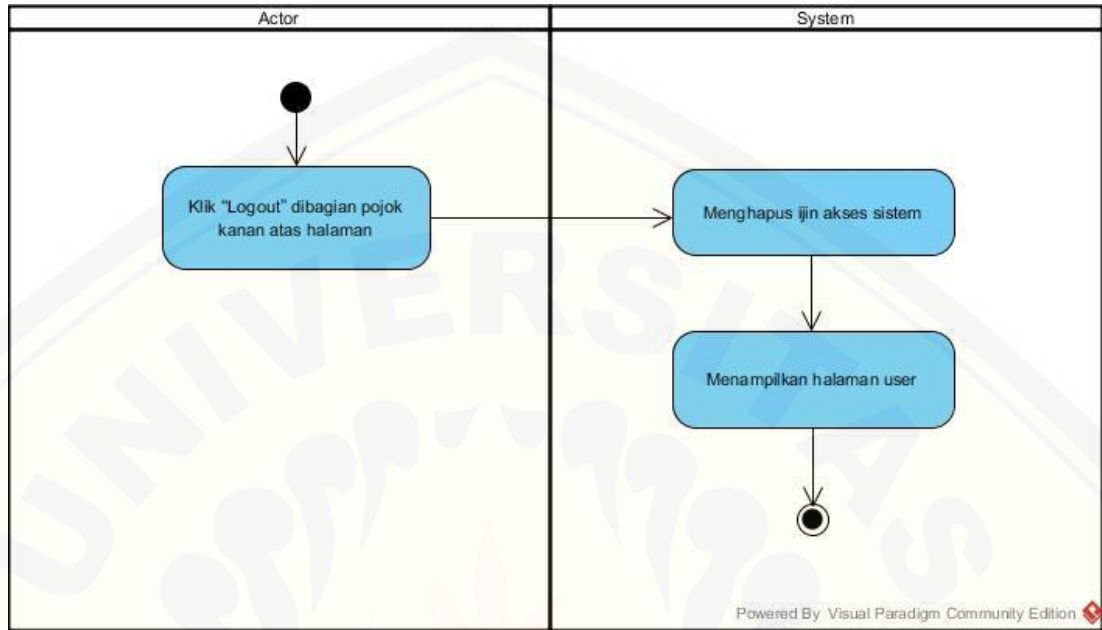 Actor
System
Klik "Logout" dibagian pojok
kanan atas halaman
Menghapus ijin akses sistem
Menampilkan halaman user
UNIVERSITAS
Powered By Visual Paradigm Community Edition